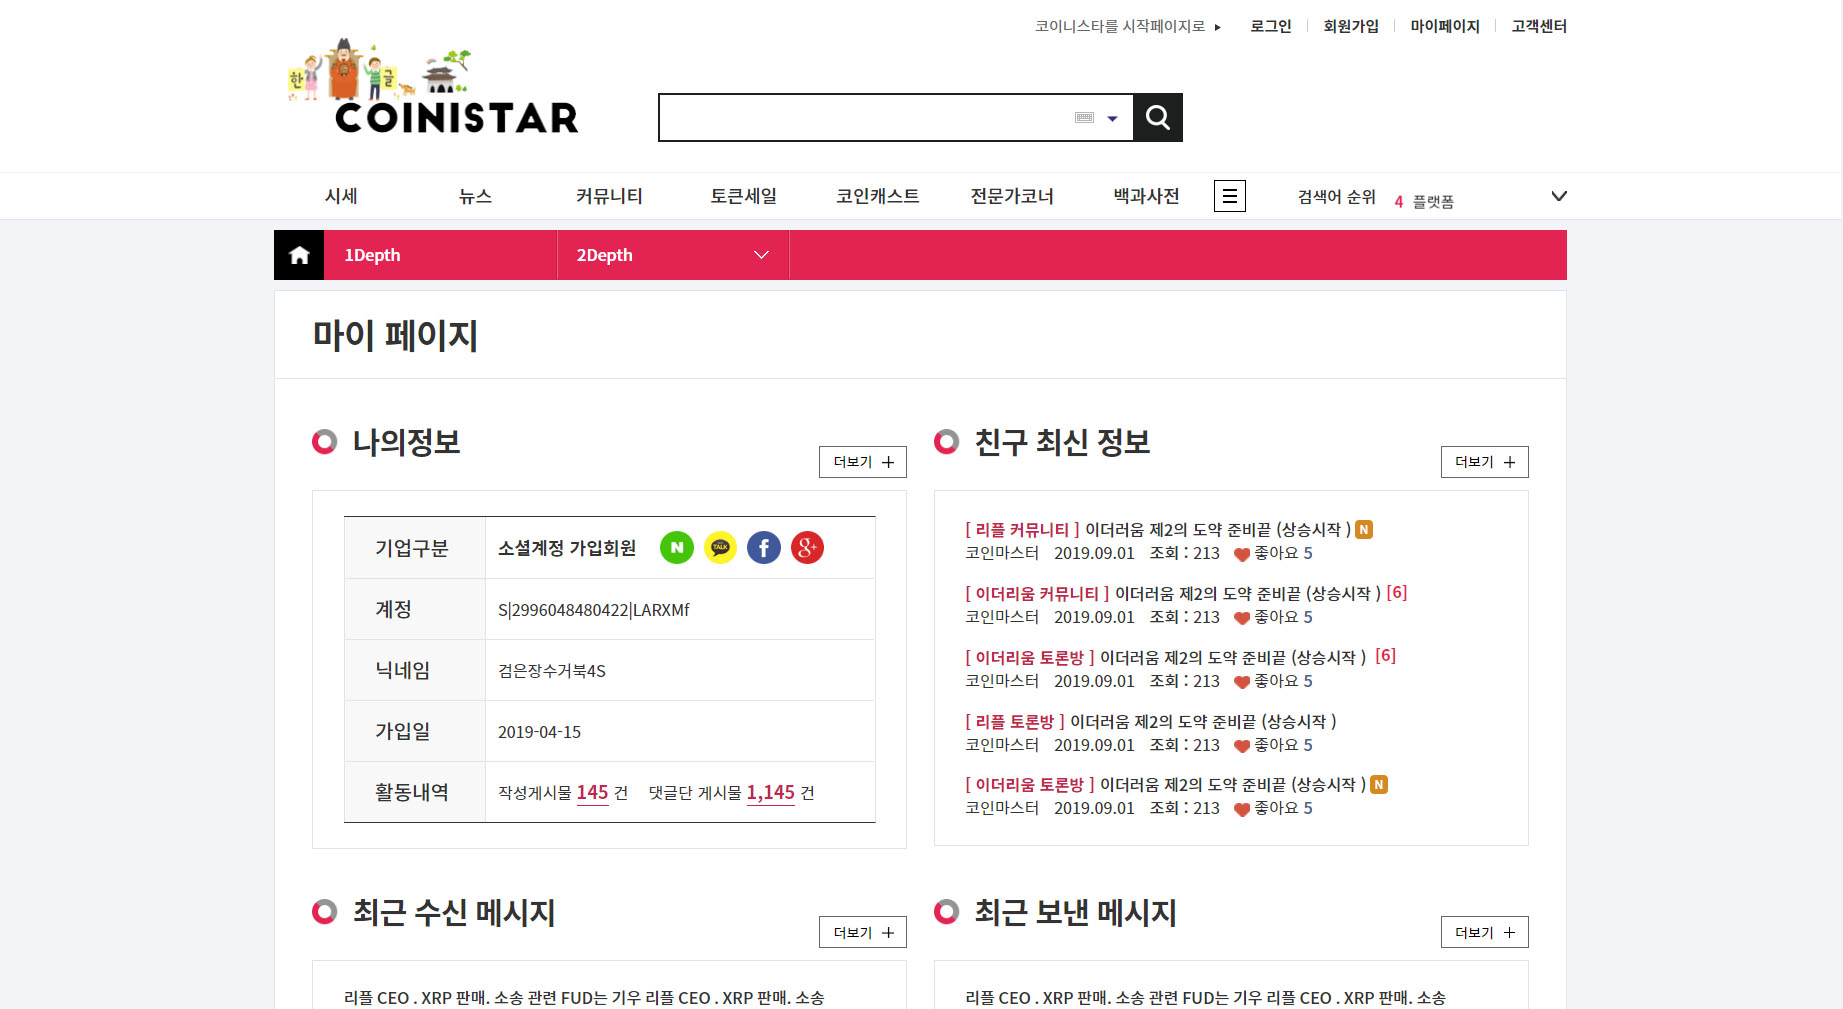 코이니스타를 시작페이지로 ▸ 로그인 회원가입 마이페이지 고객센터
한 글
COINISTAR
시세 뉴스 커뮤니티 토큰세일 코인캐스트 전문가코너 백과사전 검색어 순위 4 플랫폼
1Depth 2Depth
마이 페이지
나의정보
더보기 +
기업구분 소셜계정 가입회원 N TALK f g+
계정 S|2996048480422|LARXMf
닉네임 검은장수거북4S
가입일 2019-04-15
활동내역 작성게시물 145 건 댓글단 게시물 1,145 건
친구 최신 정보
더보기 +
[ 리플 커뮤니티 ] 이더러움 제2의 도약 준비끝 (상승시작 ) N
코인마스터 2019.09.01 조회 : 213 좋아요 5
[ 이더리움 커뮤니티 ] 이더러움 제2의 도약 준비끝 (상승시작 ) [6]
코인마스터 2019.09.01 조회 : 213 좋아요 5
[ 이더리움 토론방 ] 이더러움 제2의 도약 준비끝 (상승시작 ) [6]
코인마스터 2019.09.01 조회 : 213 좋아요 5
[ 리플 토론방 ] 이더러움 제2의 도약 준비끝 (상승시작 )
코인마스터 2019.09.01 조회 : 213 좋아요 5
[ 이더리움 토론방 ] 이더러움 제2의 도약 준비끝 (상승시작 ) N
코인마스터 2019.09.01 조회 : 213 좋아요 5
최근 수신 메시지
더보기 +
리플 CEO . XRP 판매. 소송 관련 FUD는 기우 리플 CEO . XRP 판매. 소송
최근 보낸 메시지
더보기 +
리플 CEO . XRP 판매. 소송 관련 FUD는 기우 리플 CEO . XRP 판매. 소송